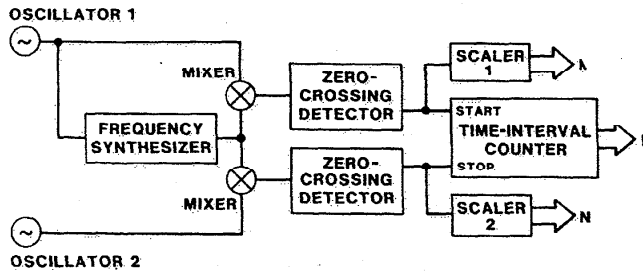 OSCILLATOR 1
MIXER
FREQUENCY
SYNTHESIZER
MIXER
OSCILLATOR 2
ZERO-
CROSSING
DETECTOR
ZERO-
CROSSING
DETECTOR
SCALER
1
START
TIME-INTERVAL
COUNTER
STOP
SCALER
2
N